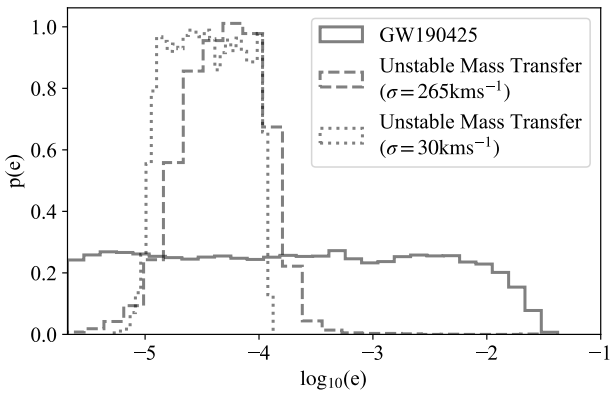 GW190425
Unstable Mass Transfer
(σ=265kms⁻¹)
Unstable Mass Transfer
(σ=30kms⁻¹)
p(e)
1.0
0.8
0.6
0.4
0.2
0.0
−5 −4 −3 −2 −1
log₁₀(e)